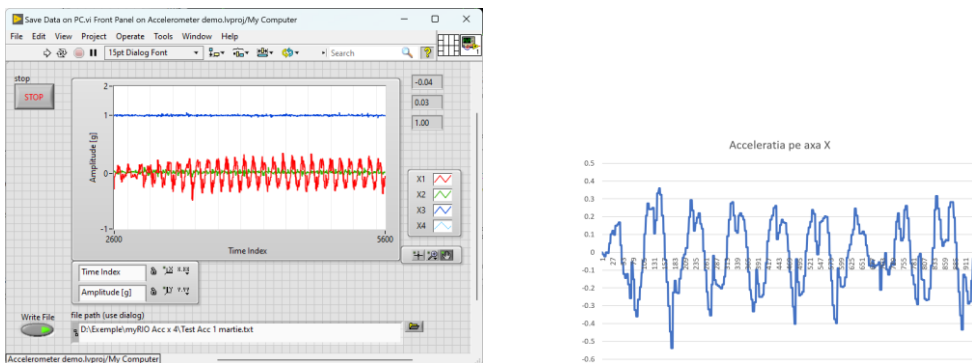 Save Data on PC.vi Front Panel on Accelerometer demo.lvproj/My Computer
File Edit View Project Operate Tools Window Help
15pt Dialog Font
Search
stop
STOP
2
1
0
-1
Amplitude [g]
2600
5600
Time Index
-0.04
0.03
1.00
X1
X2
X3
X4
Time Index
Amplitude [g]
Write File
file path (use dialog)
D:\Exemple\myRIO Acc x 4\Test Acc 1 martie.txt
Accelerometer demo.lvproj/My Computer
Acceleratia pe axa X
0.5
0.4
0.3
0.2
0.1
0
-0.1
-0.2
-0.3
-0.4
-0.5
-0.6